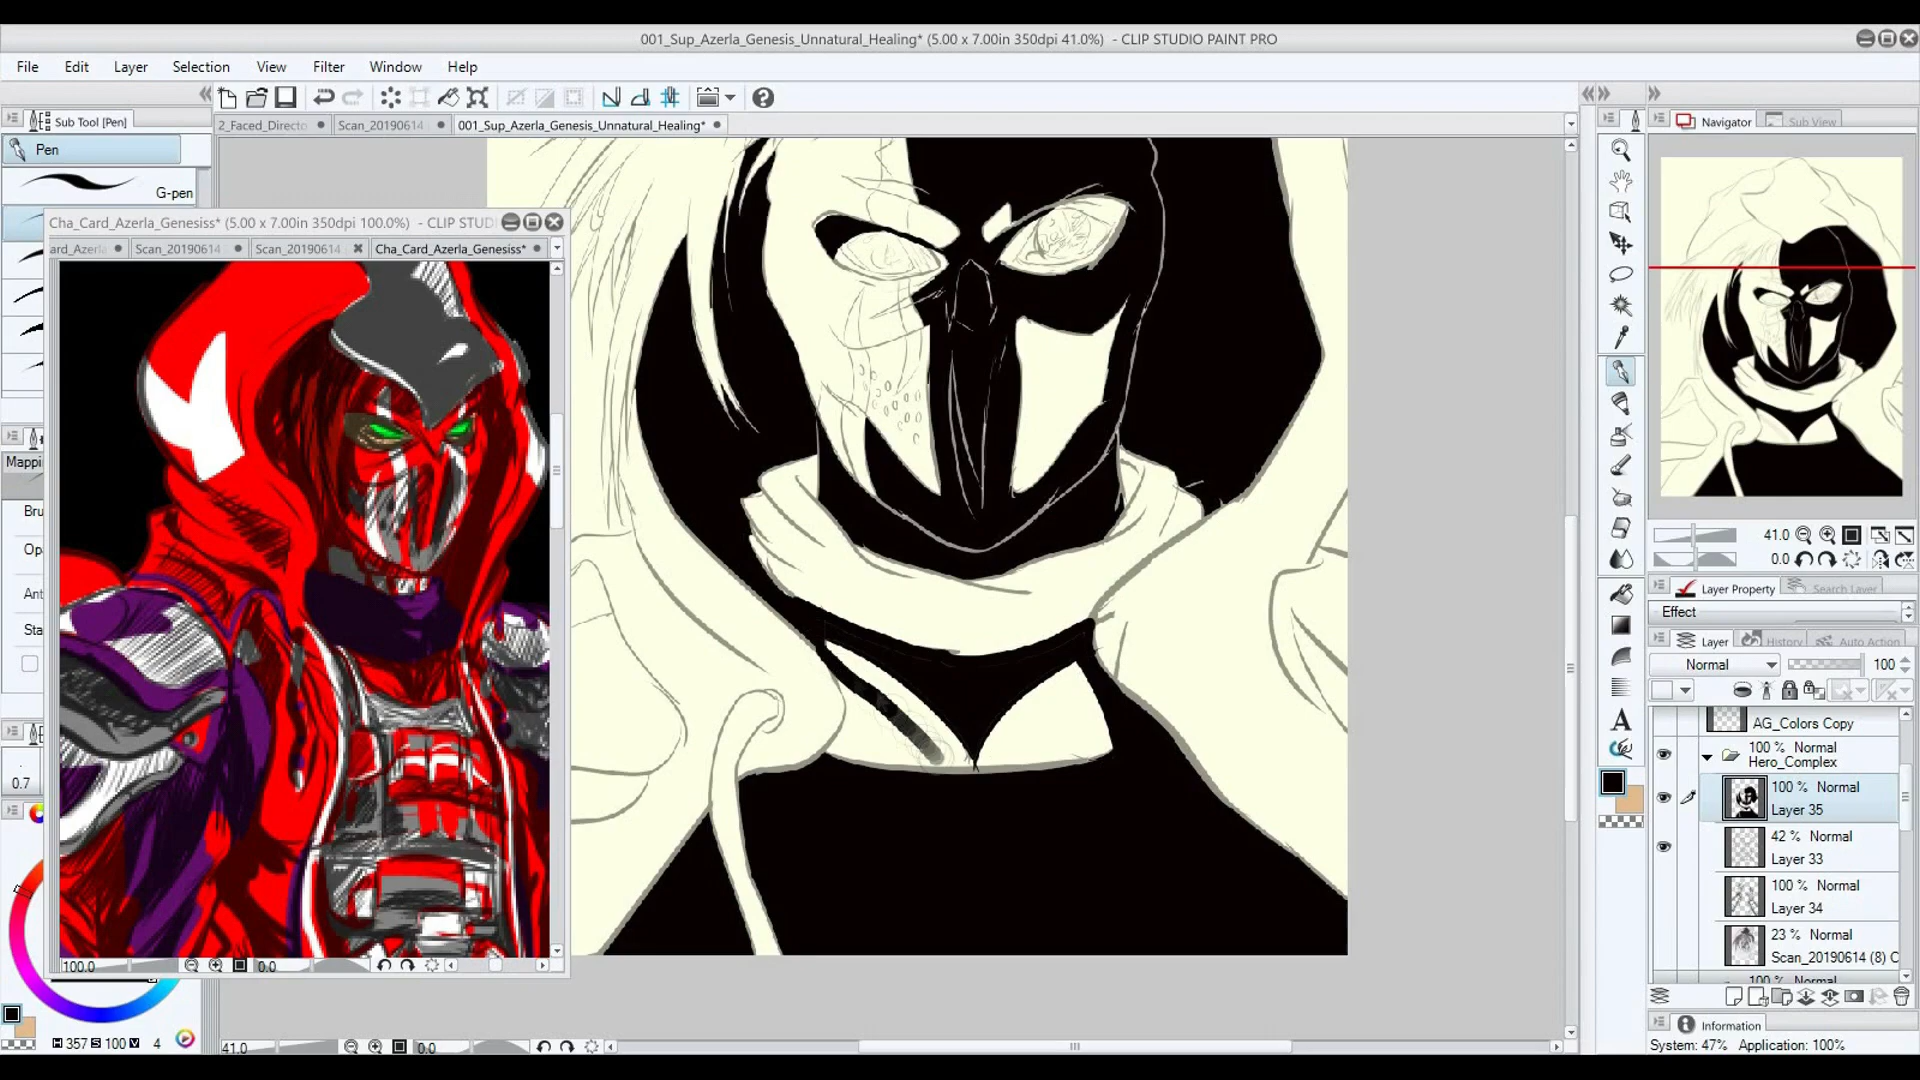 001_Sup_Azerla_Genesis_Unnatural_Healing* (5.00 x 7.00in 350dpi 41.0%) - CLIP STUDIO PAINT PRO
File Edit Layer Selection View Filter Window Help
Sub Tool [Pen]
2_Faced_Directo Scan_20190614 001_Sup_Azerla_Genesis_Unnatural_Healing*
Navigator Sub View
Pen
G-pen
Cha_Card_Azerla_Genesiss* (5.00 x 7.00in 350dpi 100.0%) - CLIP STUD
ard_Azerla Scan_20190614 Scan_20190614 Cha_Card_Azerla_Genesiss*
Mappi
Bru
Op
Ant
Sta
0.7
100.0 0.0
H 357 S 100 V 4
41.0 0.0
41.0
0.0
Layer Property Search Layer
Effect
Layer History Auto Action
Normal 100
AG_Colors Copy
100 % Normal
Hero_Complex
100 % Normal
Layer 35
42 % Normal
Layer 33
100 % Normal
Layer 34
23 % Normal
Scan_20190614 (8) C
100 % Normal
Information
System: 47% Application: 100%